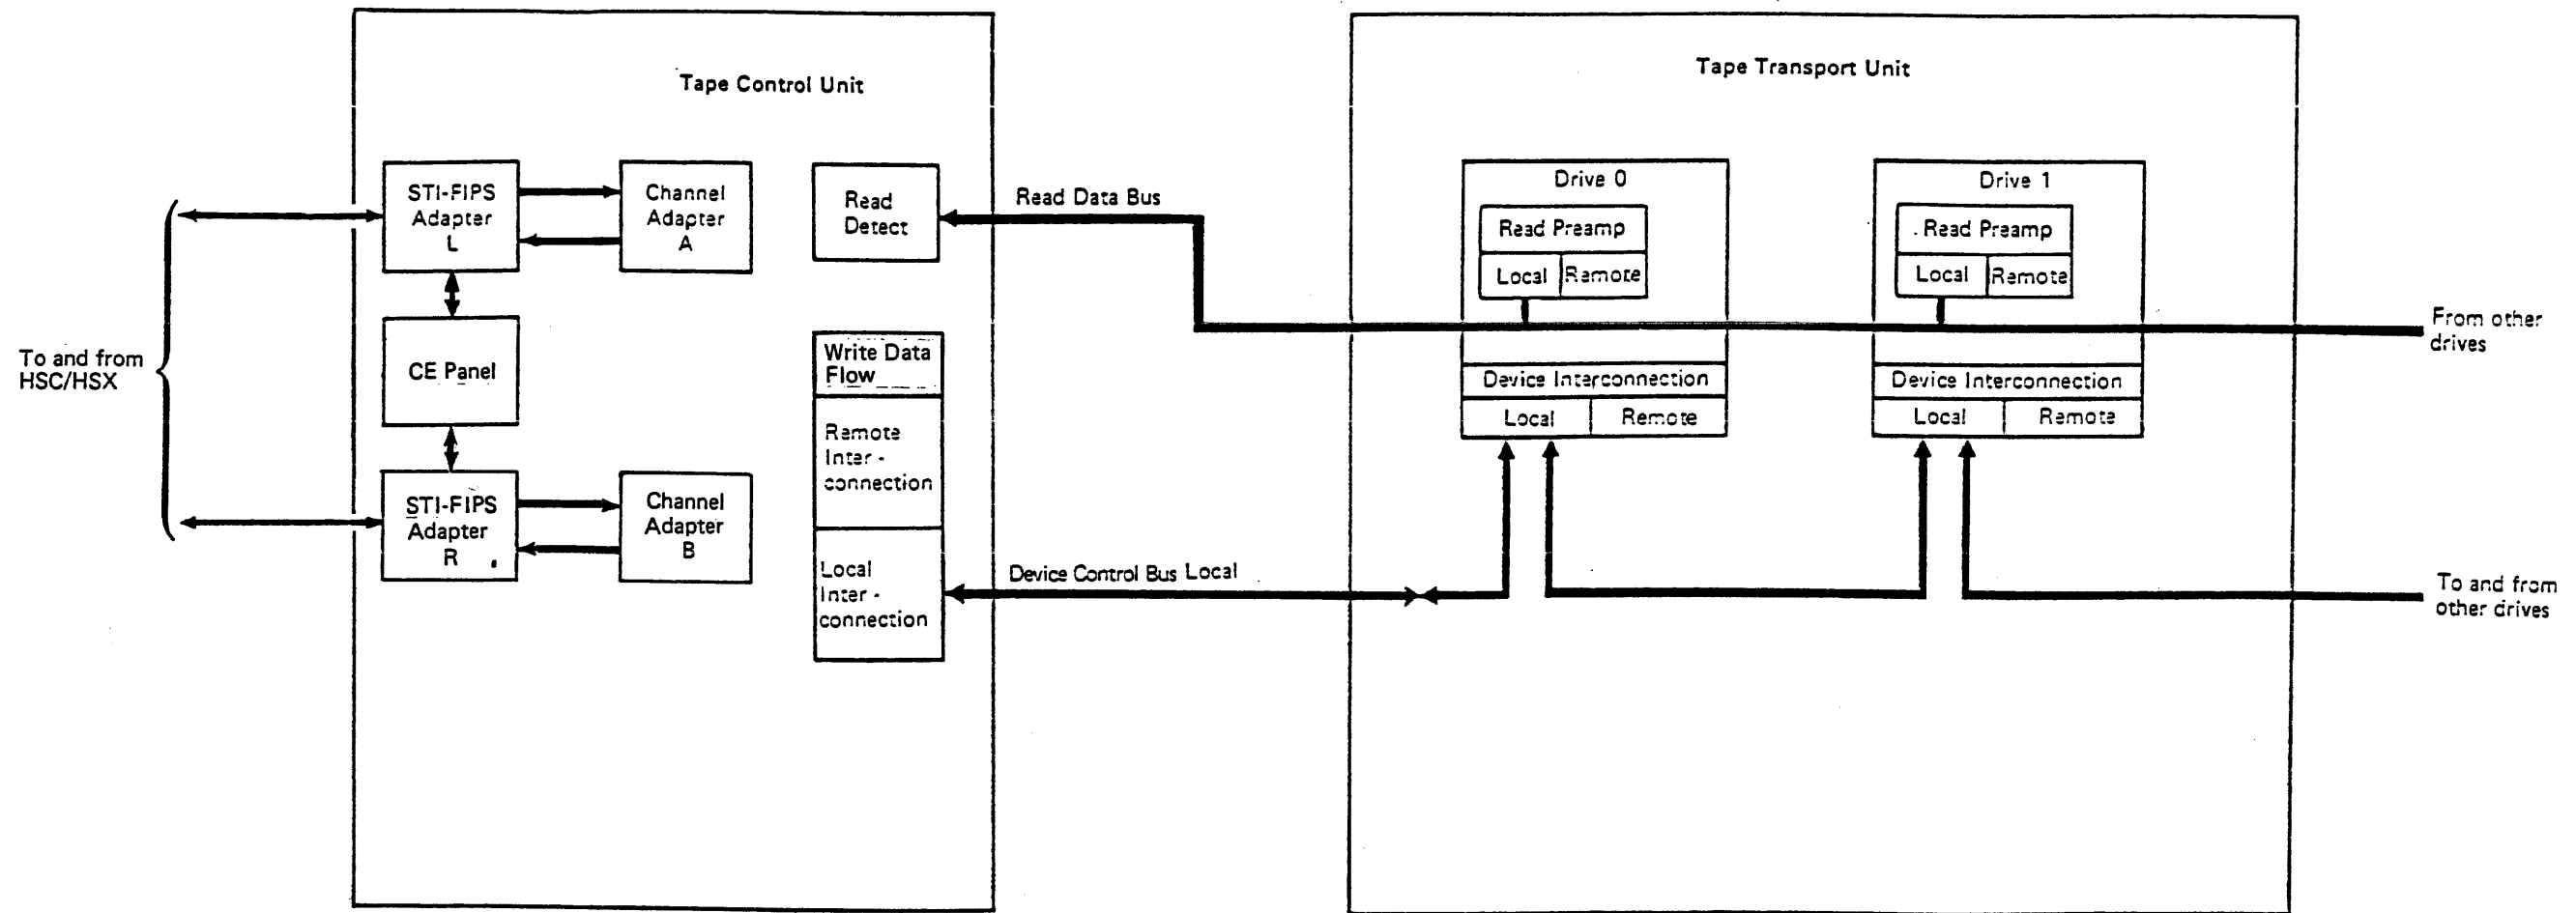 Tape Control Unit
Tape Transport Unit
STI-FIPS
Adapter
L
Channel
Adapter
A
Read
Detect
Read Data Bus
Drive 0
Read Preamp
Local
Remote
Drive 1
Read Preamp
Local
Remote
From other
drives
To and from
HSC/HSX
CE Panel
Write Data
Flow
Remote
Inter -
connection
Local
Inter -
connection
Device Interconnection
Local
Remote
Device Interconnection
Local
Remote
STI-FIPS
Adapter
R
Channel
Adapter
B
Device Control Bus Local
To and from
other drives